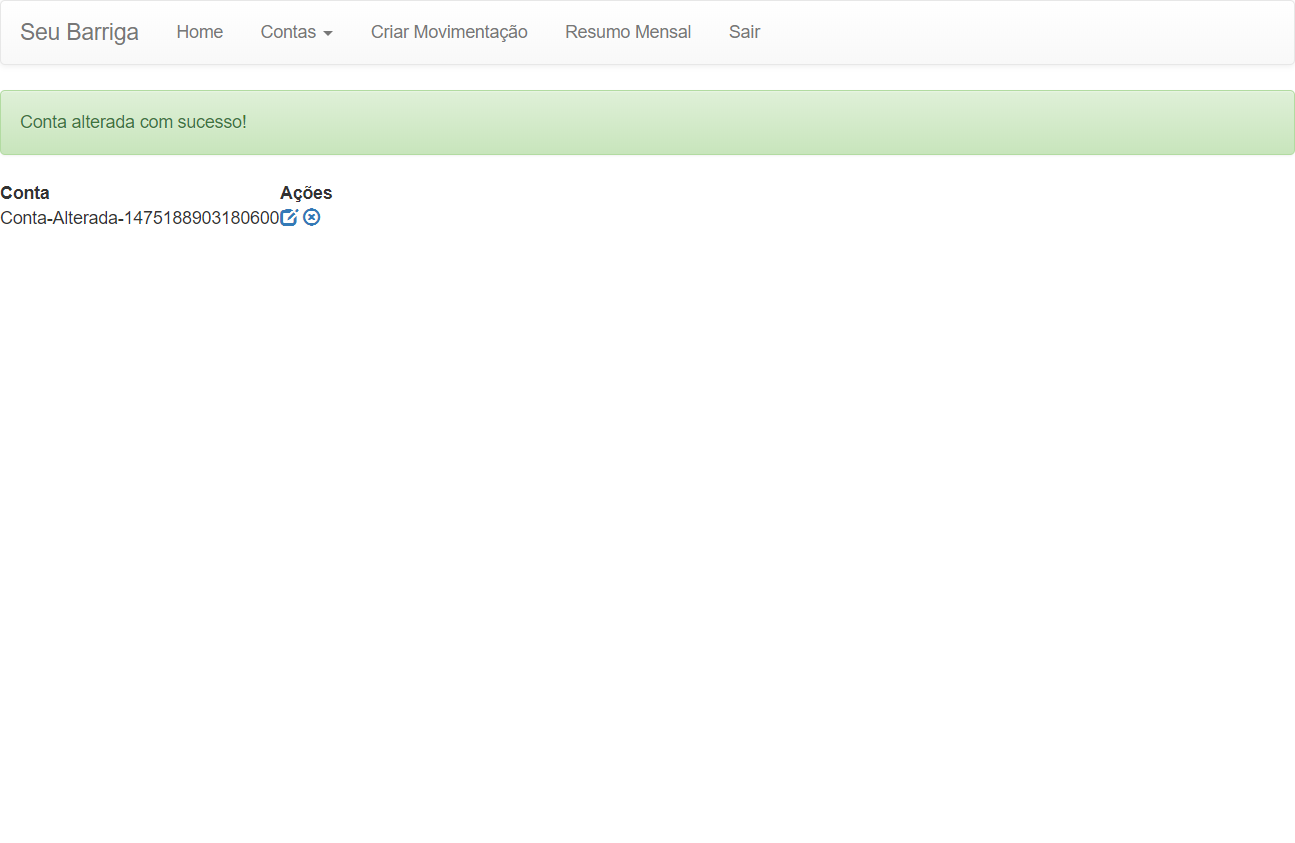 Seu Barriga Home Contas Criar Movimentação Resumo Mensal Sair
Conta alterada com sucesso!
Conta Ações
Conta-Alterada-1475188903180600